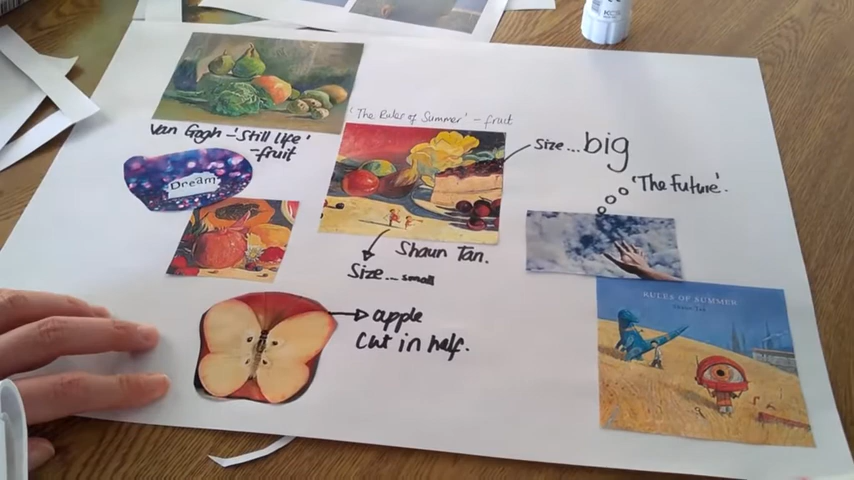 Van Gogh - 'Still life'
- fruit
'The Rules of Summer' - fruit
Size... big
'The Future'.
Dream
Shaun Tan.
Size... small
apple
Cut in half.
RULES OF SUMMER
Shaun Tan